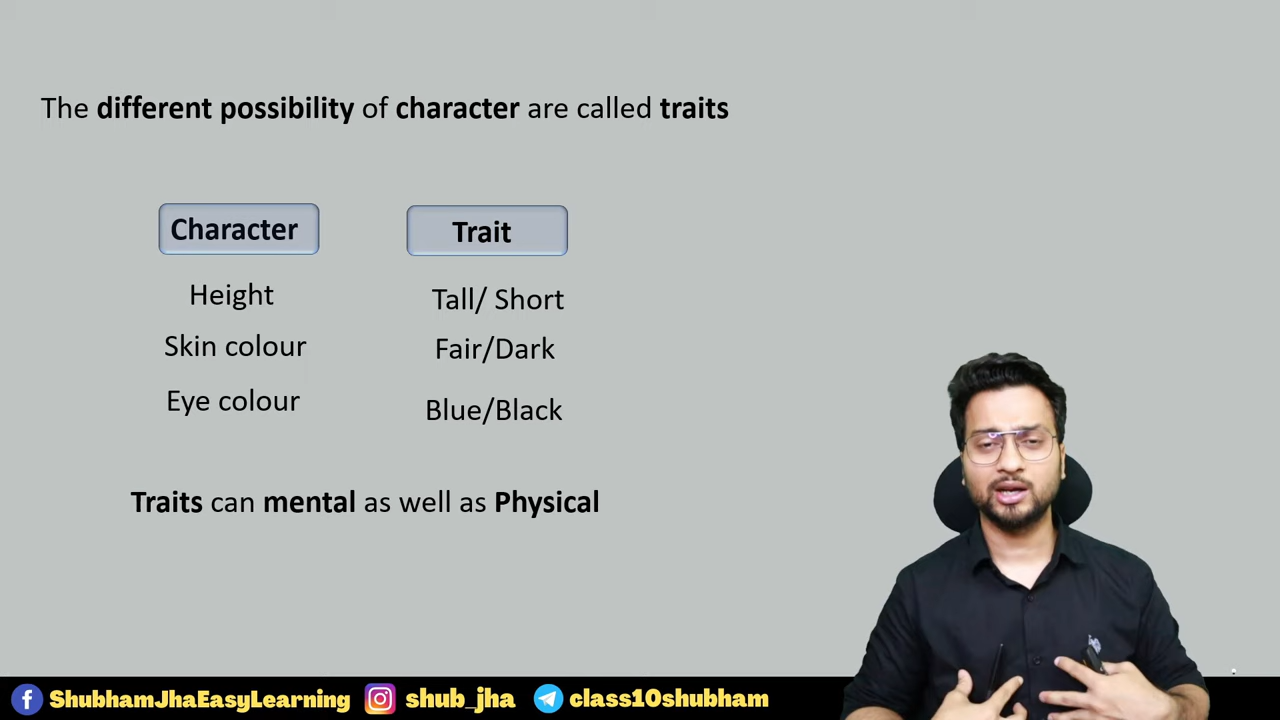 The different possibility of character are called traits
Character Trait
Height Tall/ Short
Skin colour Fair/Dark
Eye colour Blue/Black
Traits can mental as well as Physical
ShubhamJhaEasyLearning shub_jha class10shubham